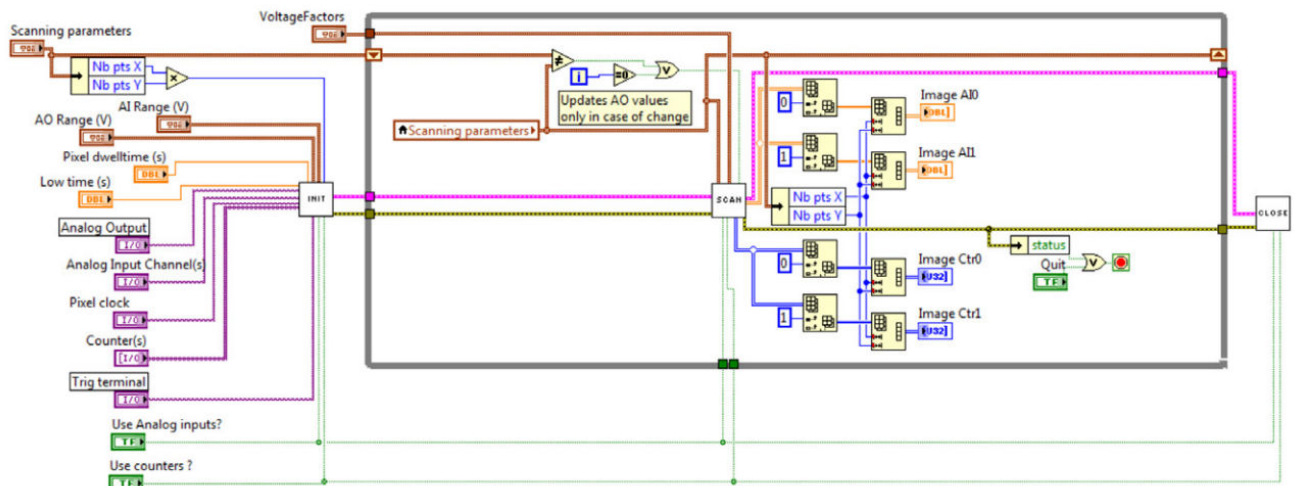 VoltageFactors
Scanning parameters
Nb pts X
Nb pts Y
AI Range (V)
AO Range (V)
Pixel dwelltime (s)
DBL
Low time (s)
DBL
INIT
Analog Output
I/O
Analog Input Channel(s)
I/O
Pixel clock
I/O
Counter(s)
[I/O]
Trig terminal
I/O
Use Analog inputs?
TF
Use counters ?
TF
i
=0
V
Updates AO values
only in case of change
Scanning parameters
SCAN
0
Image AI0
[DBL]
1
Image AI1
[DBL]
Nb pts X
Nb pts Y
0
Image Ctr0
[U32]
1
Image Ctr1
[U32]
status
Quit
TF
V
CLOSE